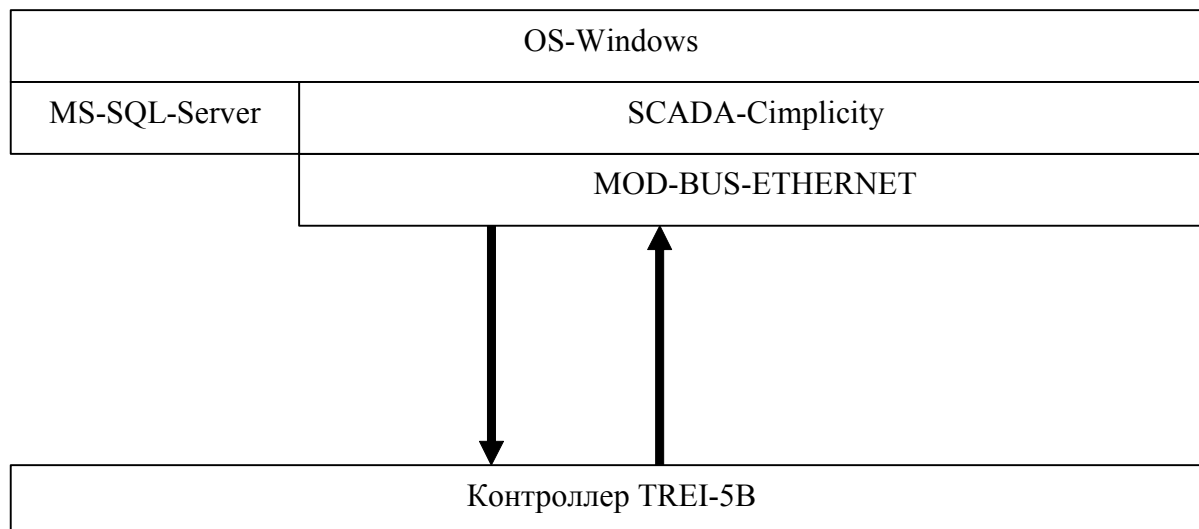 OS-Windows
MS-SQL-Server
SCADA-Cimplicity
MOD-BUS-ETHERNET
Контроллер TREI-5B